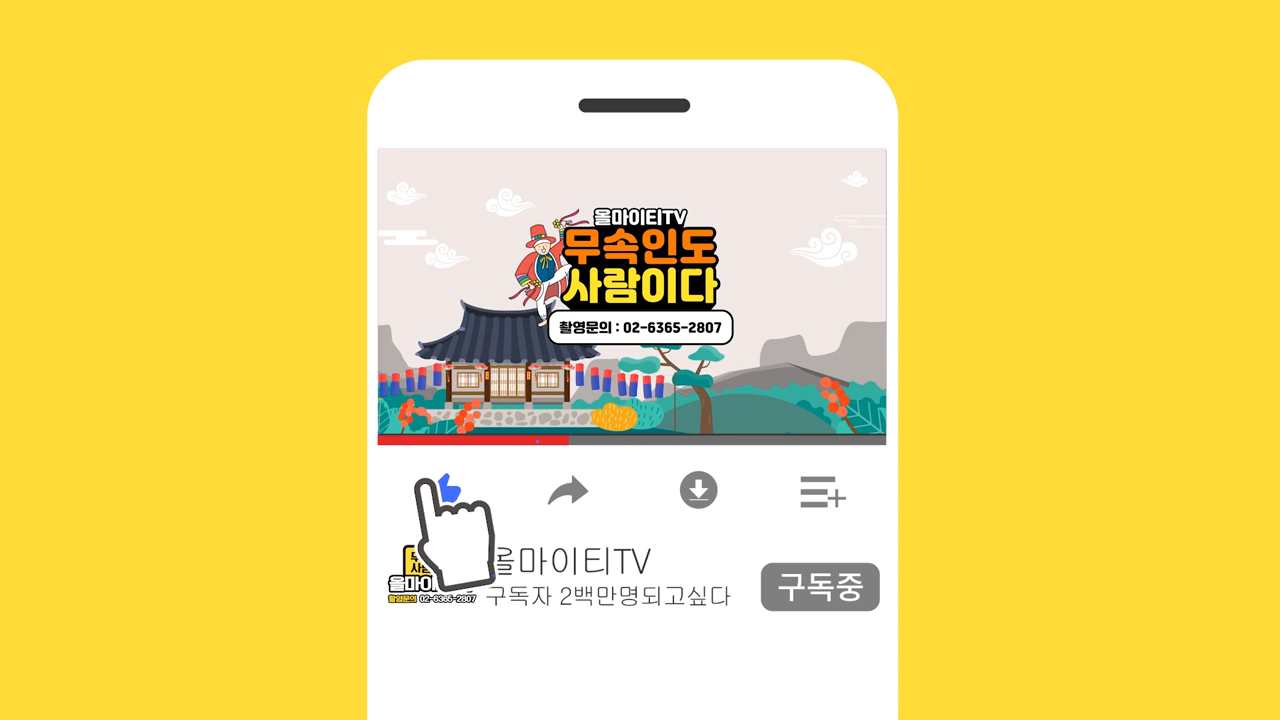 올마이티TV
무속인도
사람이다
촬영문의 : 02-6365-2807
올마이티TV
구독자 2백만명되고싶다
구독중
촬영문의 02-6365-2807